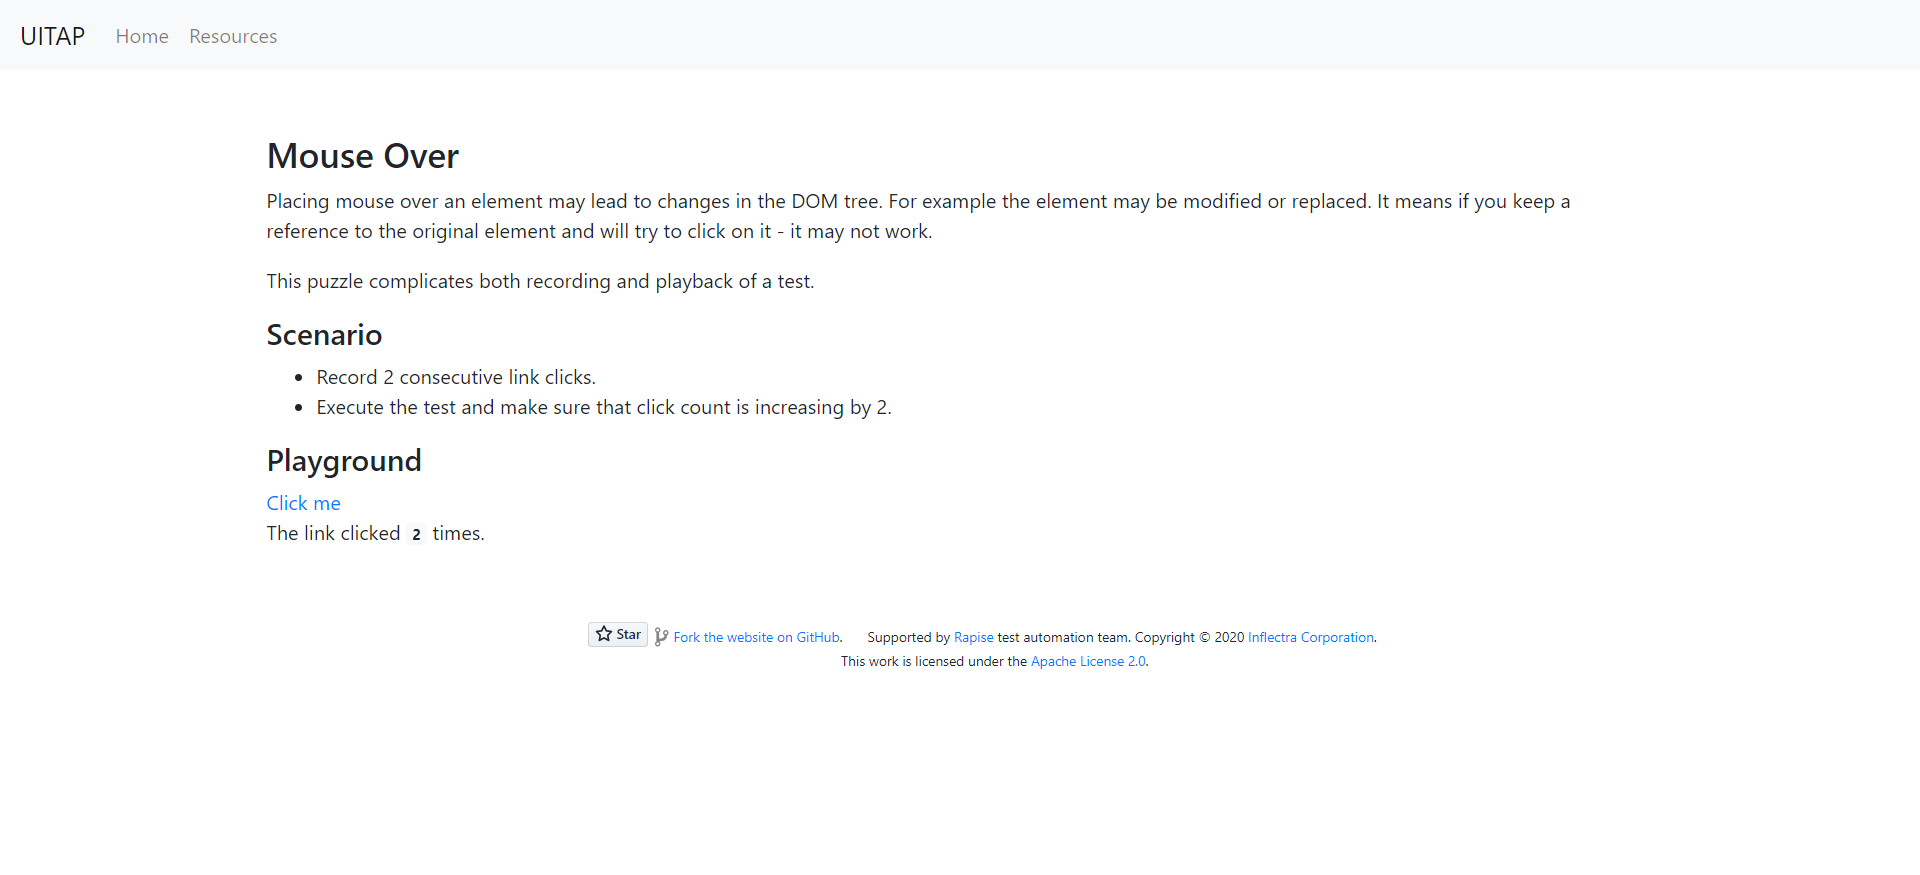 UITAP Home Resources
Mouse Over
Placing mouse over an element may lead to changes in the DOM tree. For example the element may be modified or replaced. It means if you keep a
reference to the original element and will try to click on it - it may not work.
This puzzle complicates both recording and playback of a test.
Scenario
• Record 2 consecutive link clicks.
• Execute the test and make sure that click count is increasing by 2.
Playground
Click me
The link clicked 2 times.
Star Fork the website on GitHub. Supported by Rapise test automation team. Copyright © 2020 Inflectra Corporation.
This work is licensed under the Apache License 2.0.